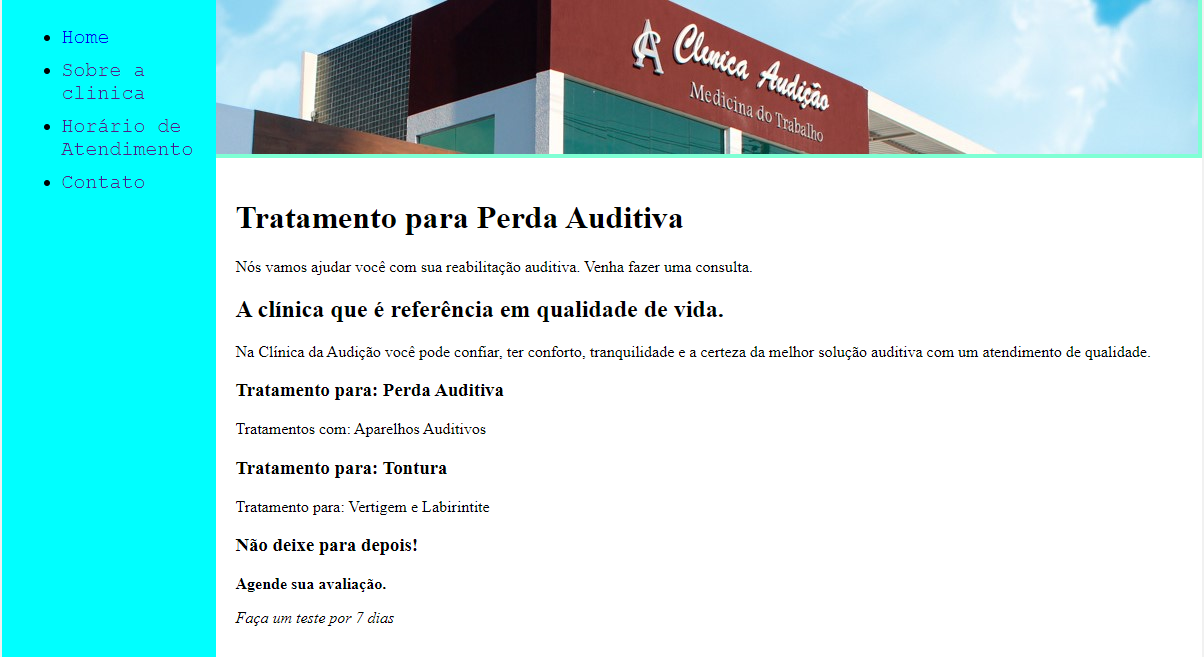 Home
Sobre a
clinica
Horário de
Atendimento
Contato
CA Clinica Audição
Medicina do Trabalho
Tratamento para Perda Auditiva
Nós vamos ajudar você com sua reabilitação auditiva. Venha fazer uma consulta.
A clínica que é referência em qualidade de vida.
Na Clínica da Audição você pode confiar, ter conforto, tranquilidade e a certeza da melhor solução auditiva com um atendimento de qualidade.
Tratamento para: Perda Auditiva
Tratamentos com: Aparelhos Auditivos
Tratamento para: Tontura
Tratamento para: Vertigem e Labirintite
Não deixe para depois!
Agende sua avaliação.
Faça um teste por 7 dias